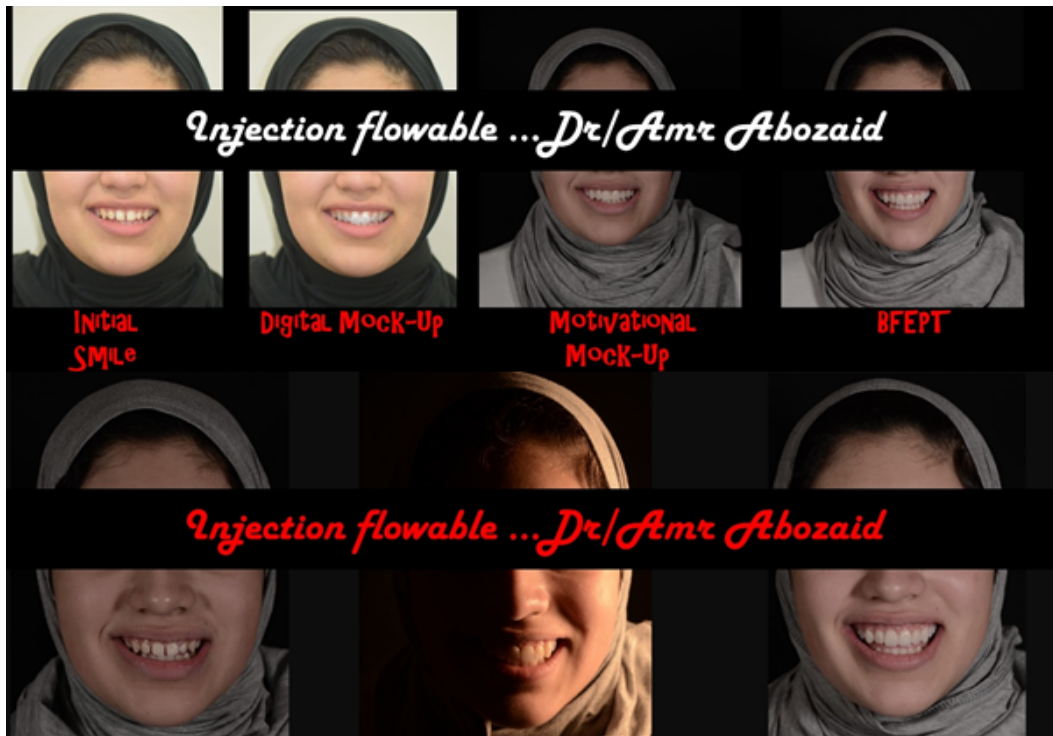 Injection flowable ...Dr/Amr Abozaid
Initial
Smile
Digital Mock-Up
Motivational
Mock-Up
BFEPT
Injection flowable ...Dr/Amr Abozaid